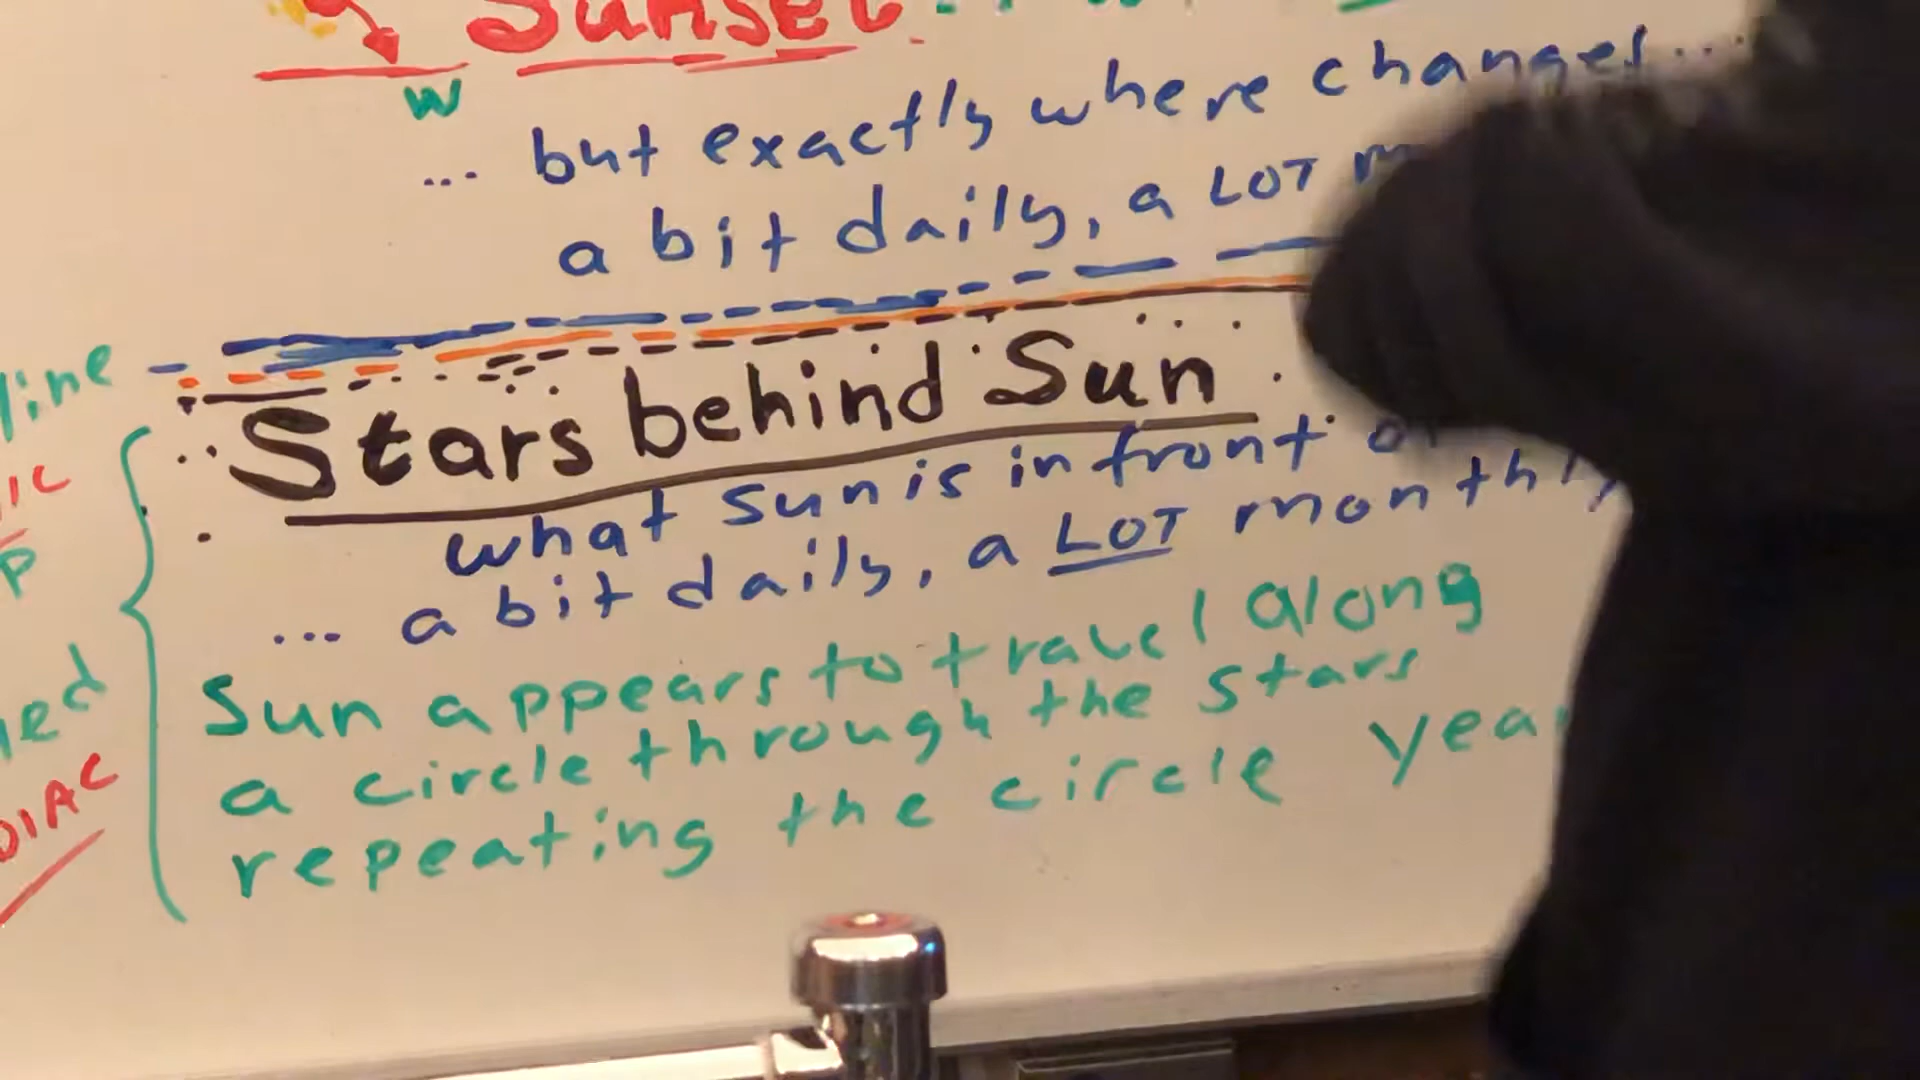 Sunset
W
... but exactly where changes...
a bit daily, a LOT
line
Stars behind Sun
what sun is in front
... a bit daily, a LOT monthly
Sun appears to travel along
a circle through the stars
repeating the circle